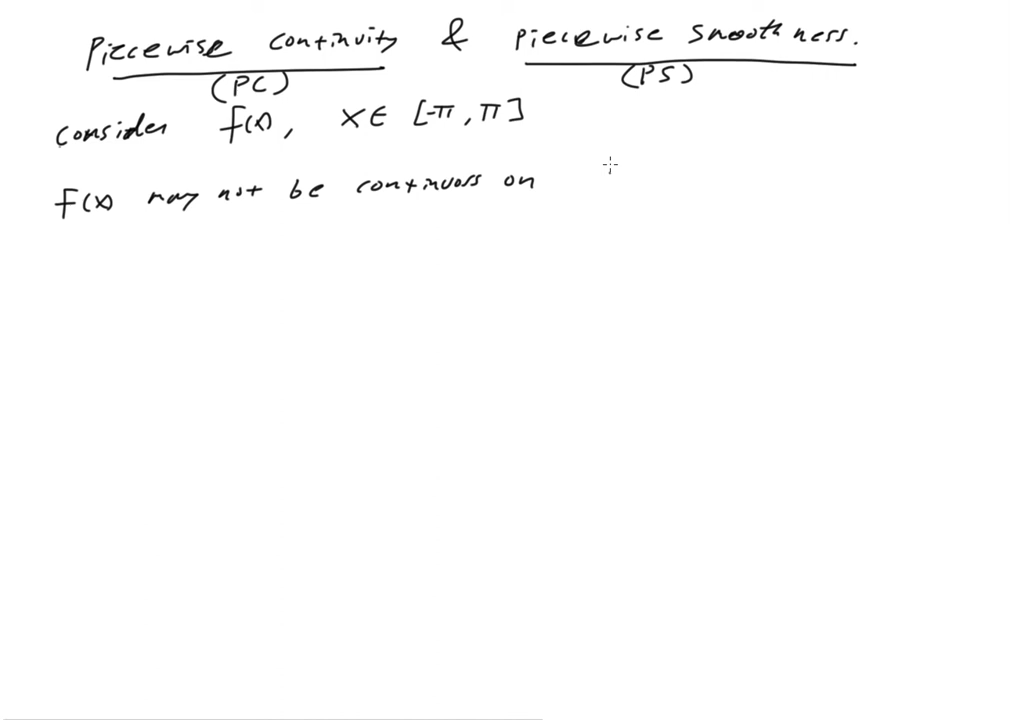 Piecewise continuity & piecewise smoothness.
(PC) (PS)
consider f(x), x ∈ [-π, π]
f(x) may not be continuous on